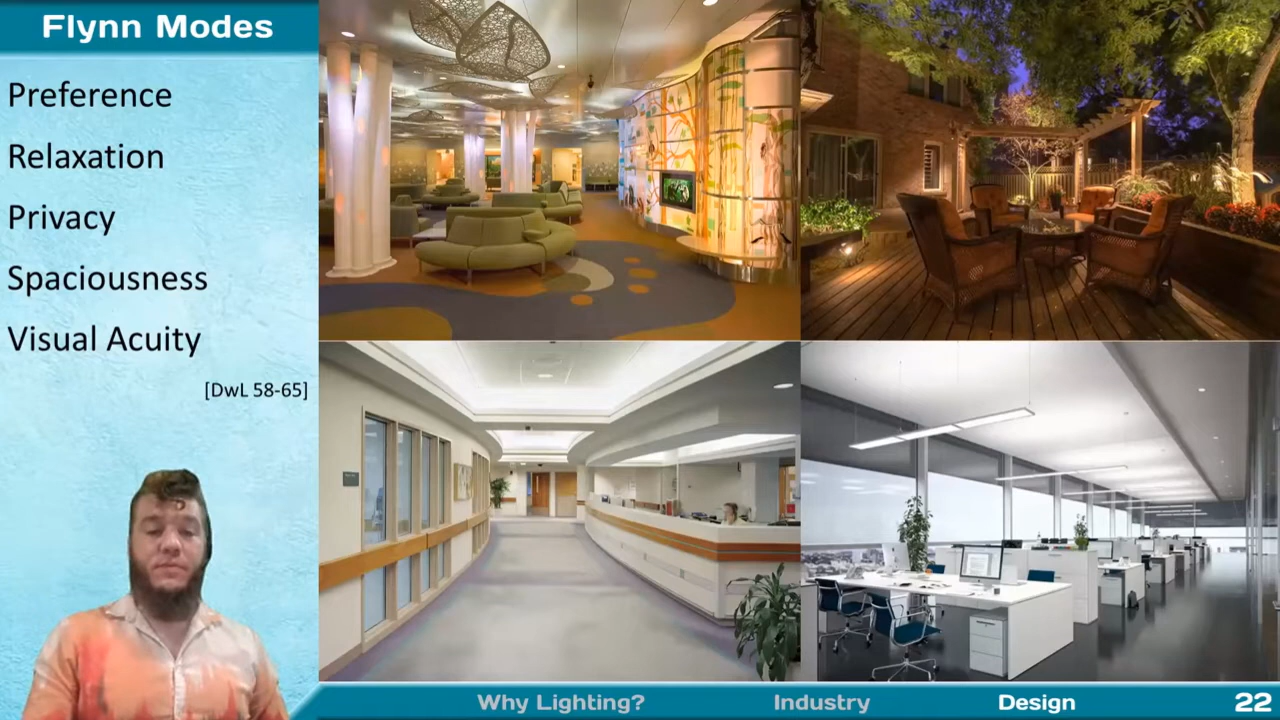 Flynn Modes
Preference
Relaxation
Privacy
Spaciousness
Visual Acuity
[DwL 58-65]
Why Lighting? Industry Design 22